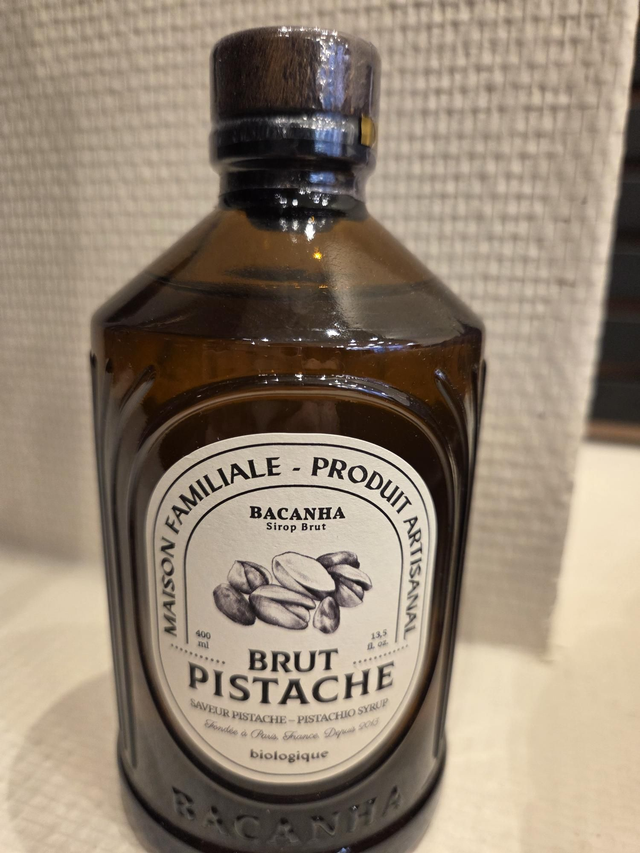 MAISON FAMILIALE - PRODUIT ARTISANAL
BACANHA
Sirop Brut
400
ml
13,5
fl. oz.
BRUT
PISTACHE
SAVEUR PISTACHE – PISTACHIO SYRUP
Fondée à Paris, France. Depuis 2013
biologique
BACANHA